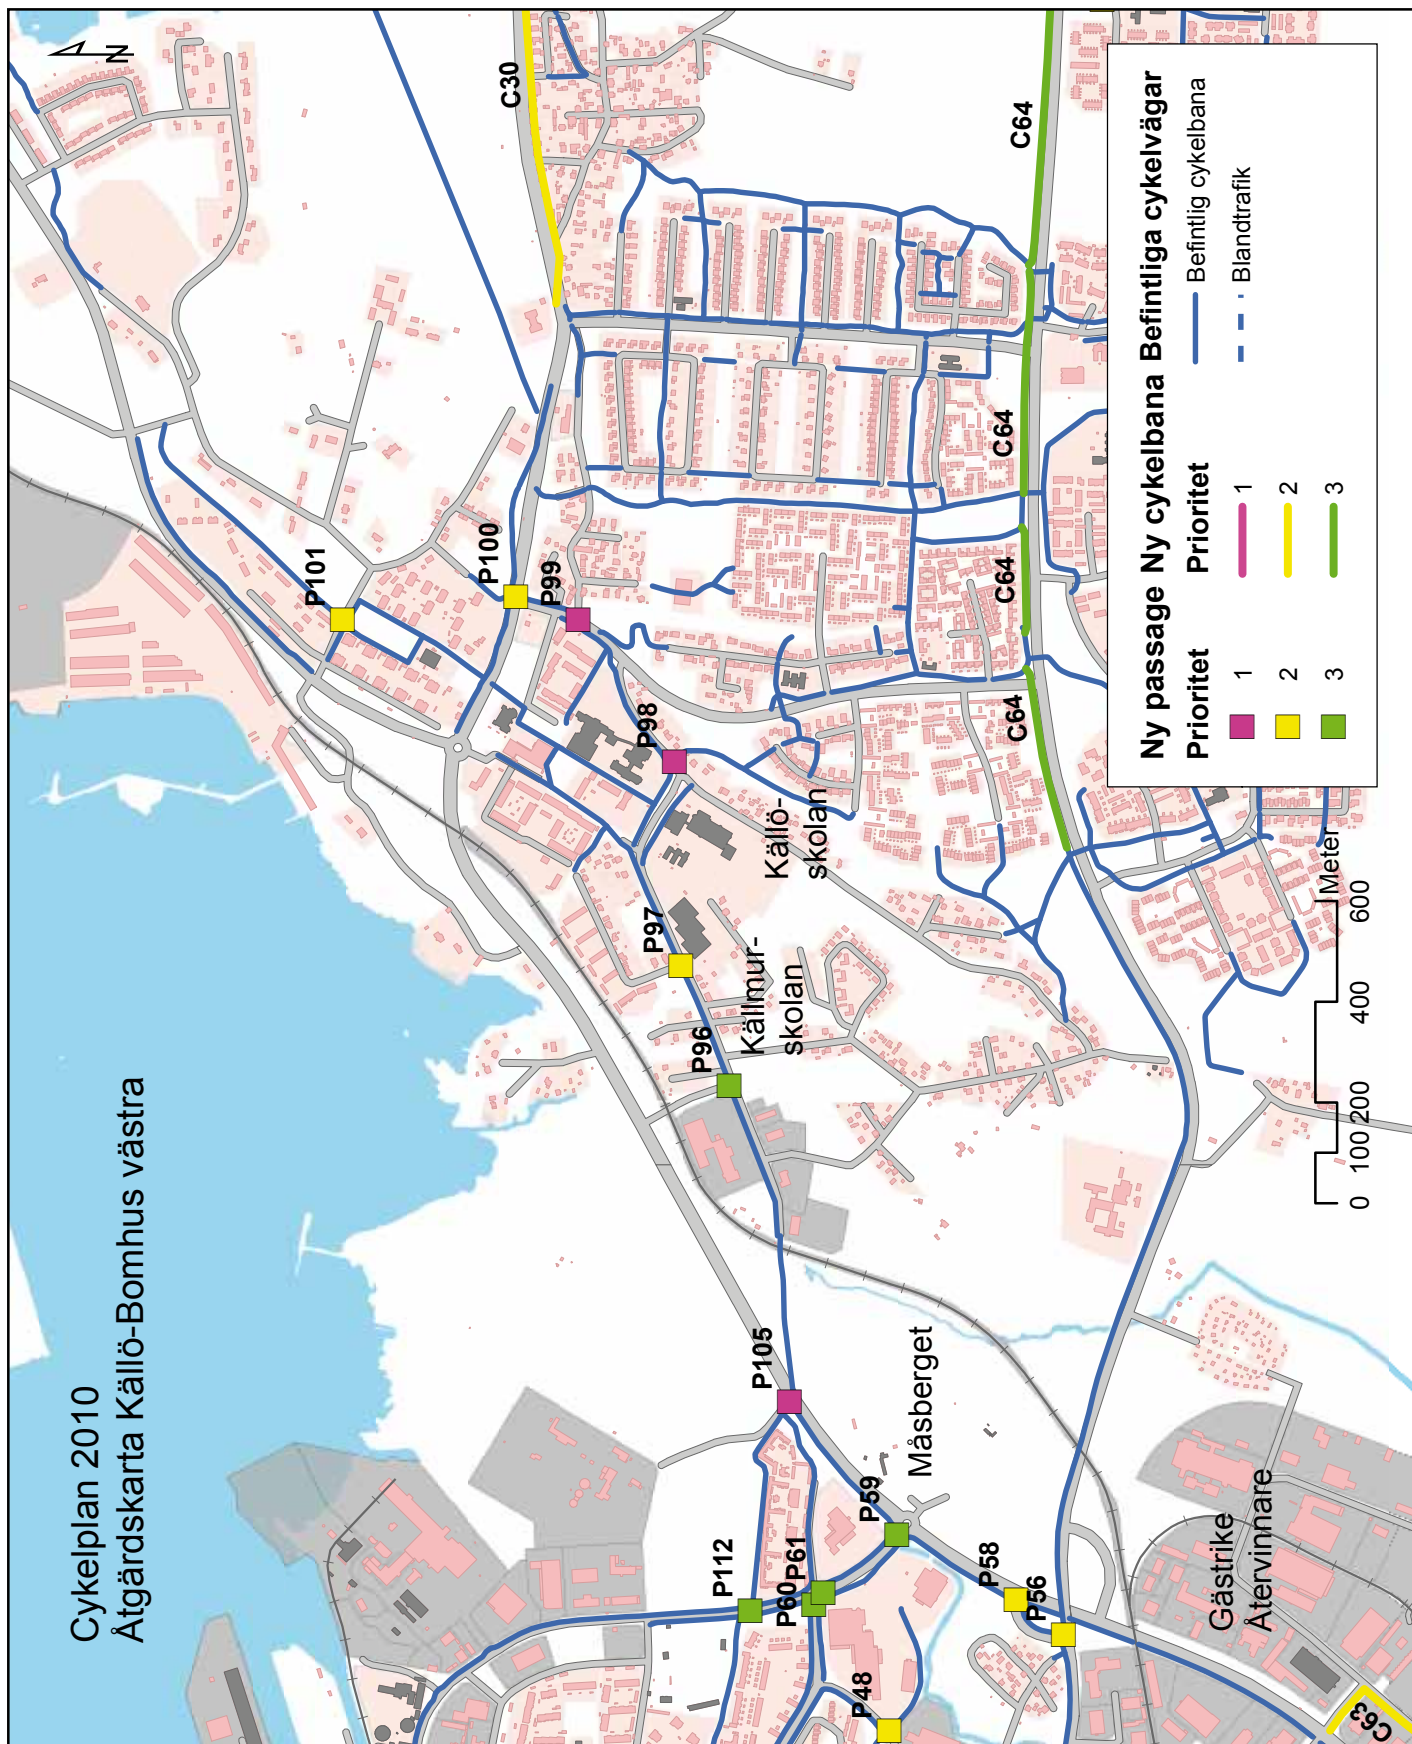 Cykelplan 2010
Åtgärdskarta Källö-Bomhus västra
N
C30
C64
C64
C64
C64
P101
P100
P99
P98
P97
P96
P105
P112
P61
P60
P59
P58
P56
P48
C63
Källö-
skolan
Källmur-
skolan
Måsberget
Gästrike
Återvinnare
Ny passage
Prioritet
1
2
3
Ny cykelbana
Prioritet
1
2
3
Befintliga cykelvägar
Befintlig cykelbana
Blandtrafik
0 100 200 400 600
Meter